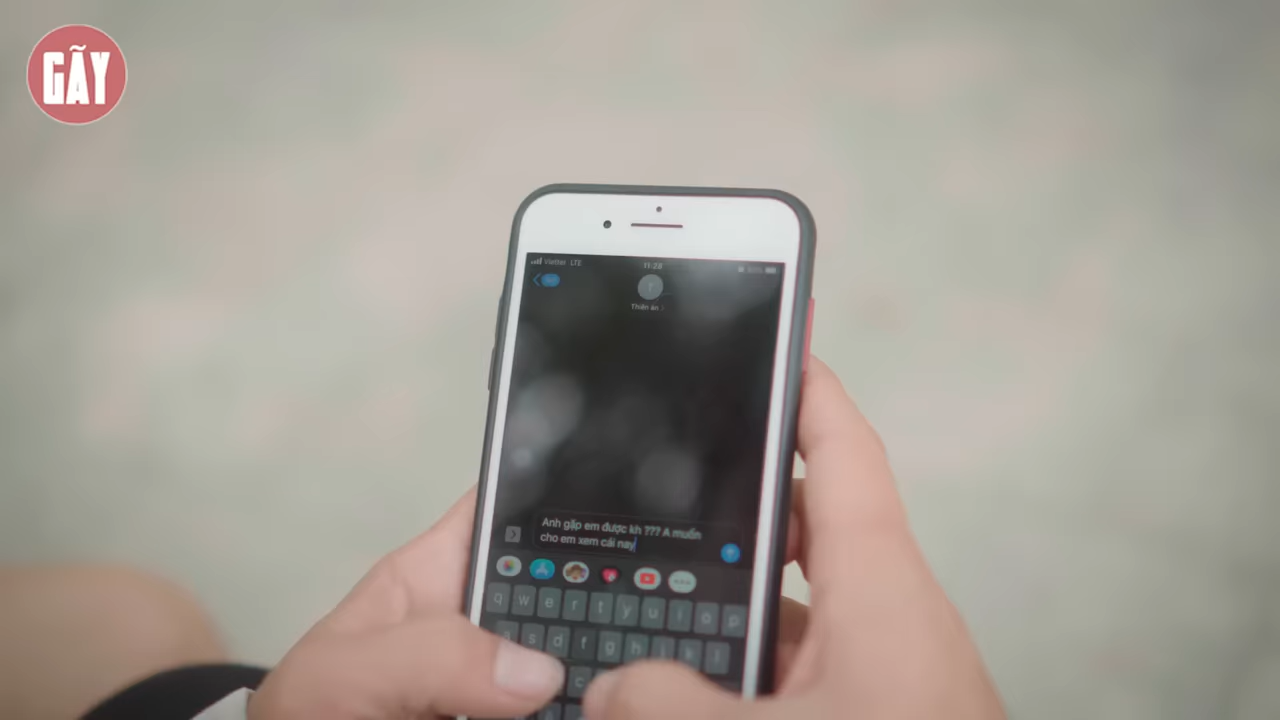 GÃY
Viettel LTE
11:23
T
Thiên ân
Anh gặp em được kh ??? A muốn
cho em xem cái nay
q w e r t y u i o p
a s d f g h j k l
c